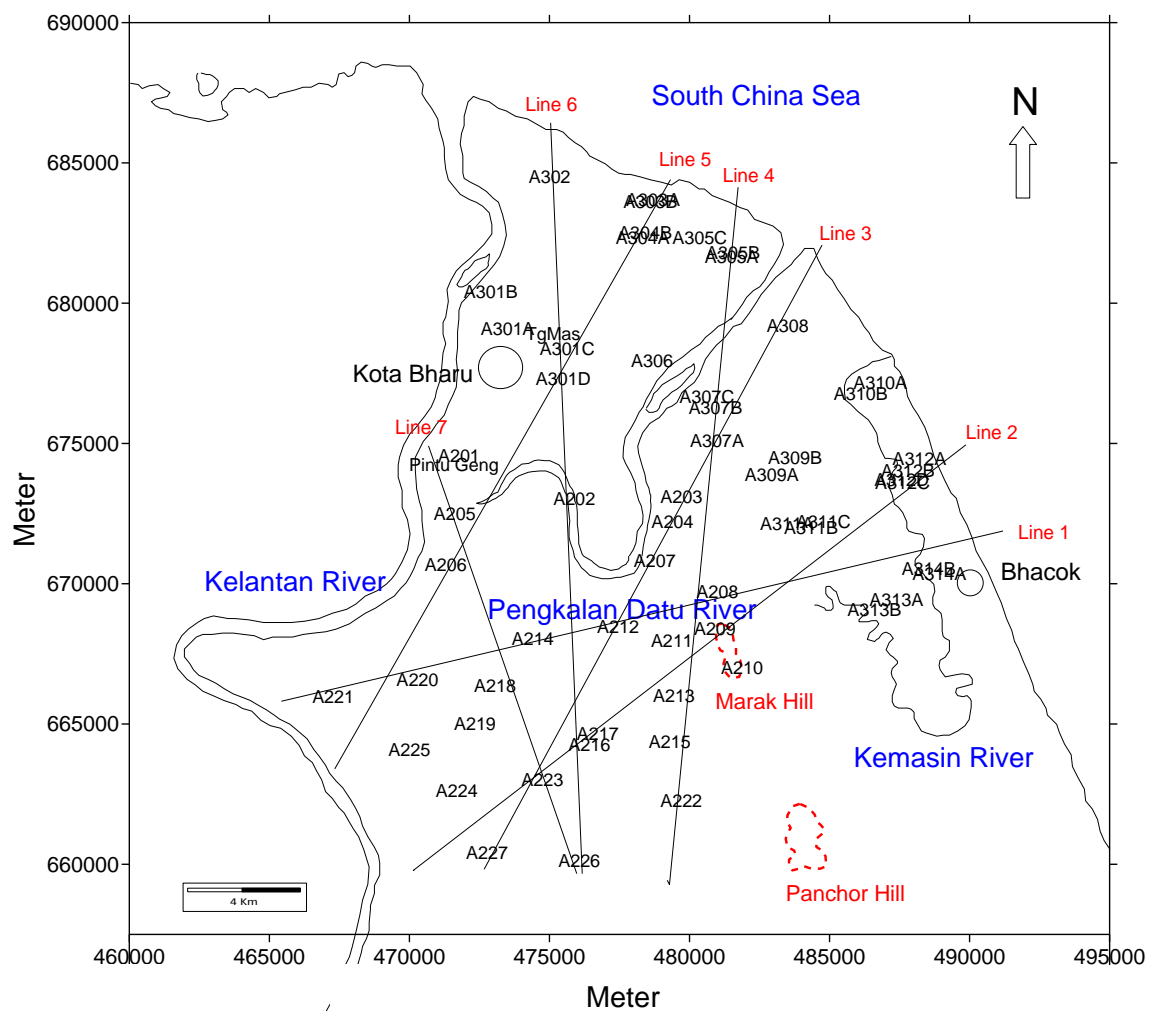 690000
South China Sea
Line 6
N
685000
Line 5
Line 4
A302
A303A
A303B
Line 3
A304B
A304A
A305C
A305B
A305A
680000
A301B
A301A
TgMas
A308
A301C
Kota Bharu
A306
A301D
A310A
A310B
A307C
A307B
675000
Line 7
Line 2
A307A
A201
Pintu Geng
A309B
A312A
A309A
A312B
A312D
A312C
A202
A203
A205
A204
A311A
A311C
A311B
Line 1
Meter
A206
A207
670000
Kelantan River
A314B
A314A
Bhacok
A208
Pengkalan Datu River
A313A
A313B
A212
A209
A214
A211
A210
A220
A218
A221
A213
Marak Hill
665000
A219
A217
A216
A215
A225
Kemasin River
A223
A224
A222
660000
A227
A226
4 Km
Panchor Hill
460000 465000 470000 475000 480000 485000 490000 495000
Meter